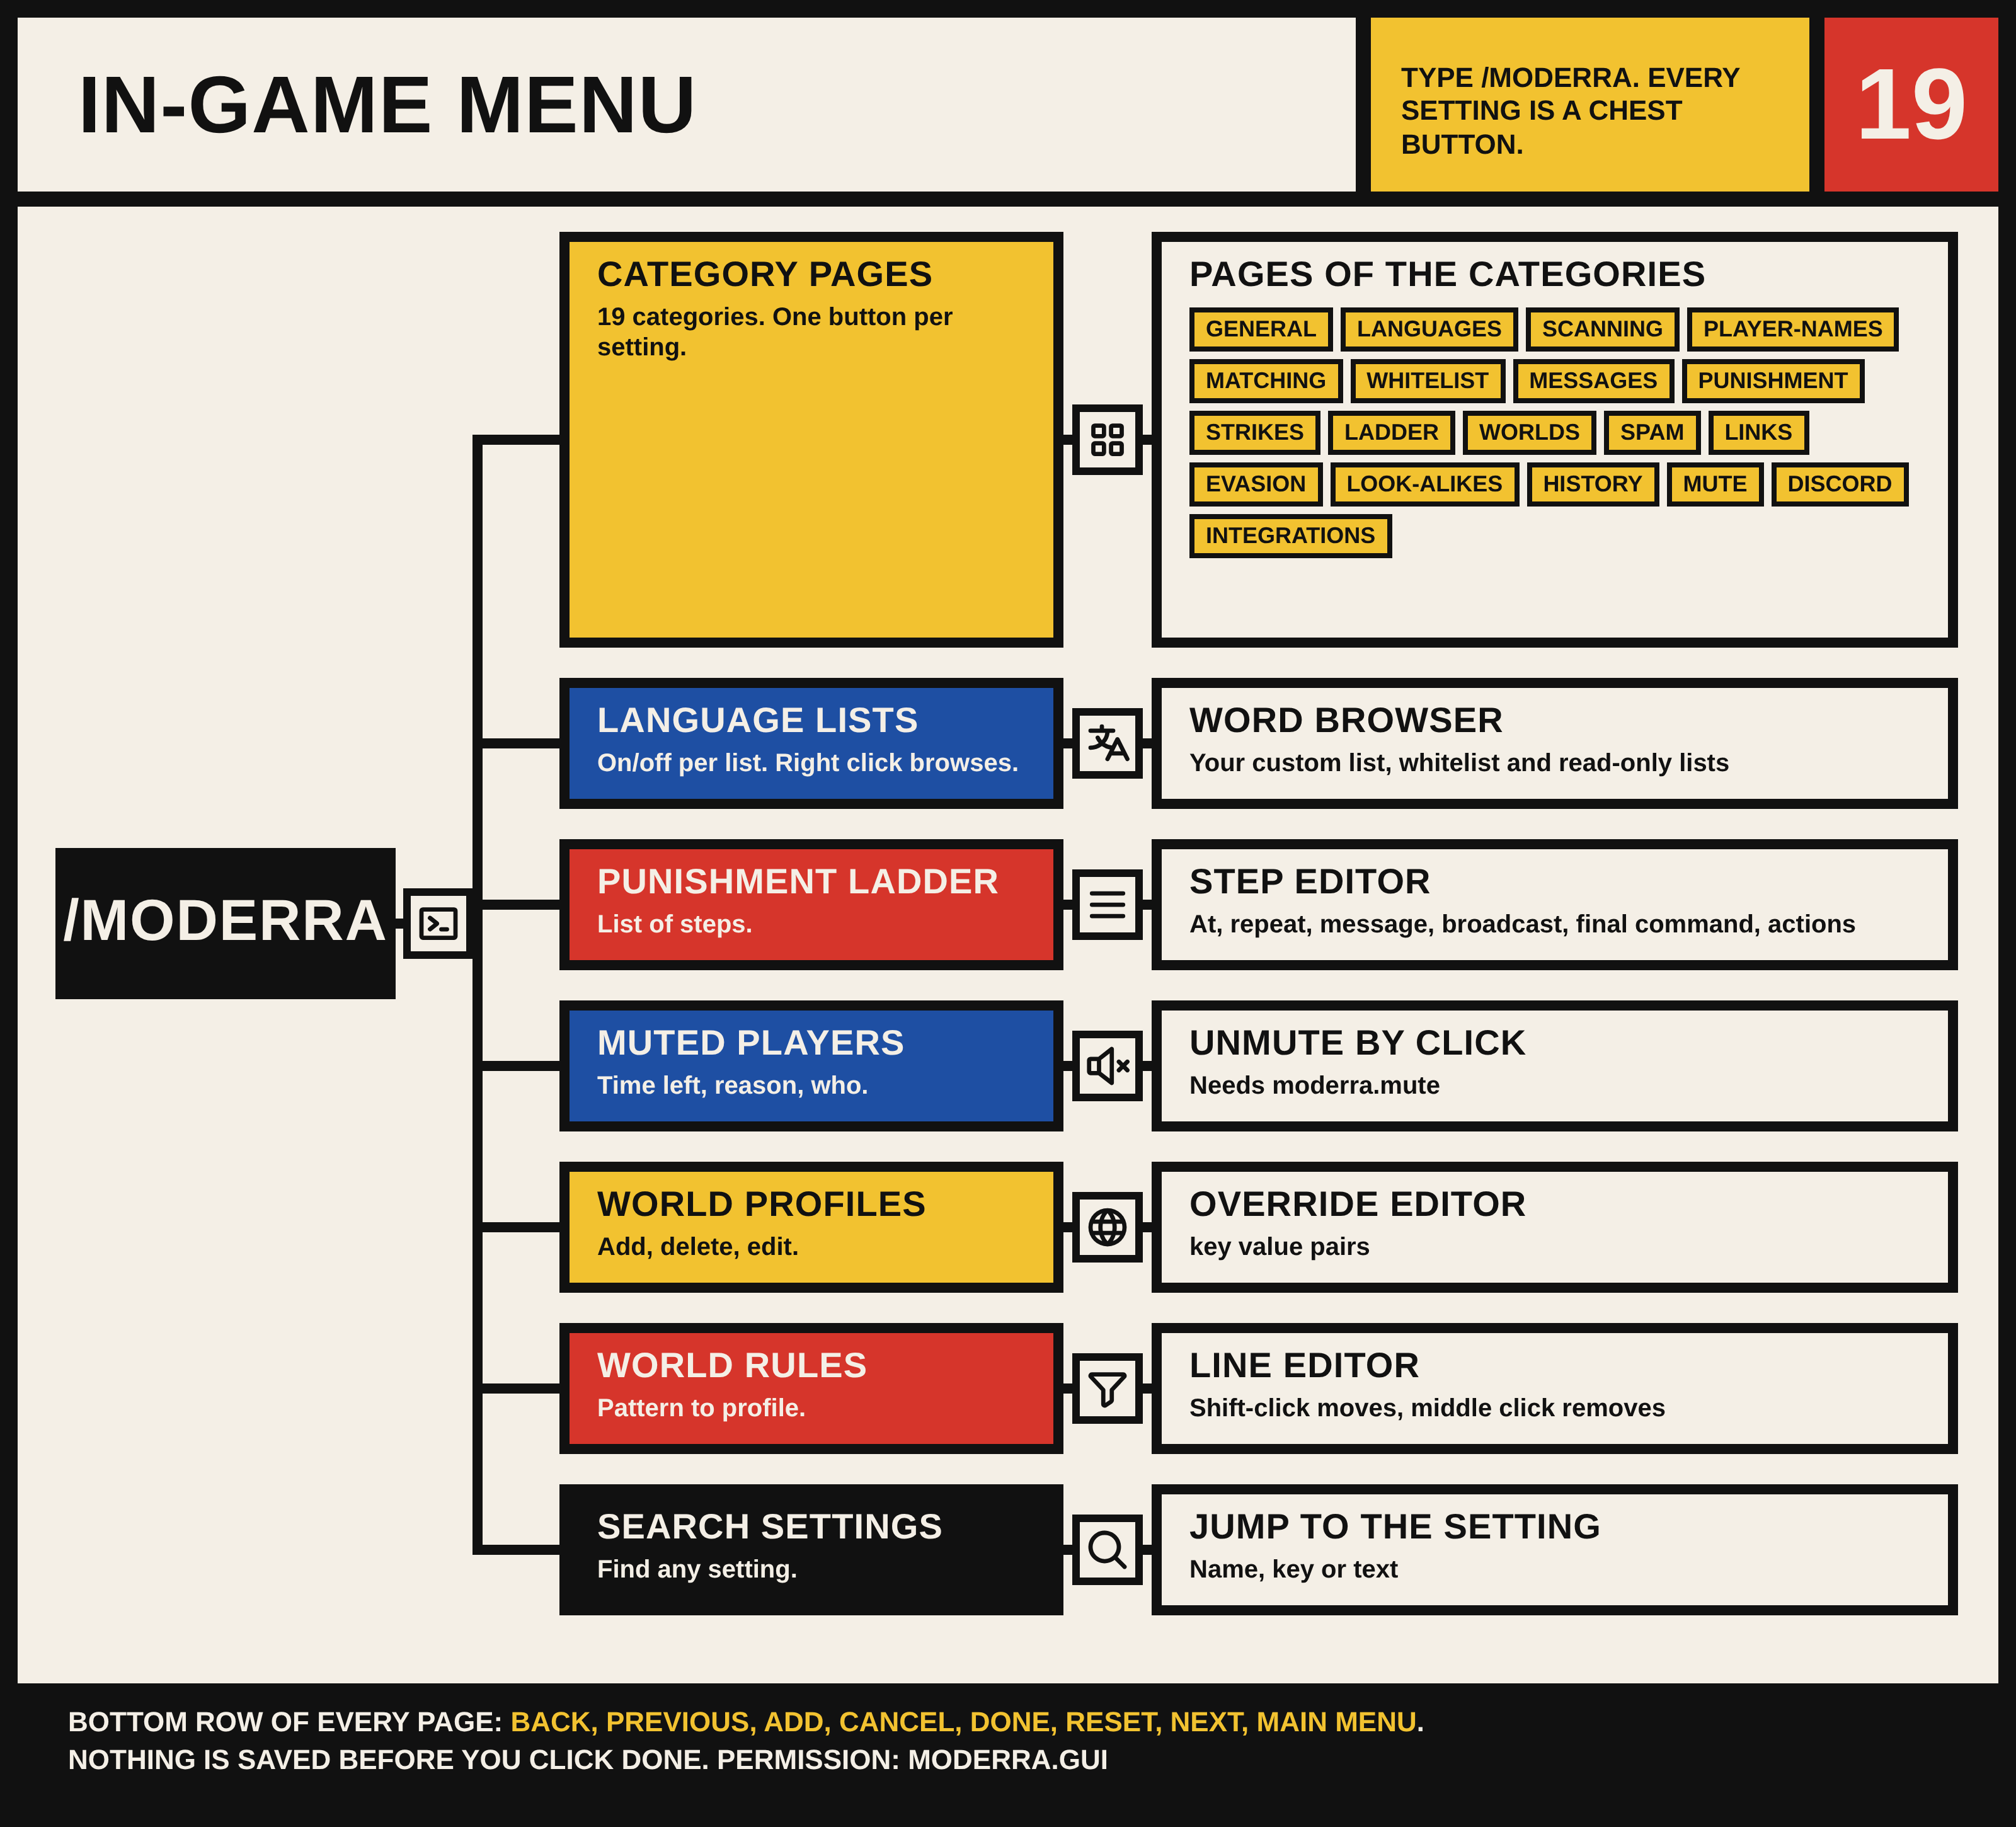 IN-GAME MENU
TYPE /MODERRA. EVERY
SETTING IS A CHEST
BUTTON.
19
/MODERRA
CATEGORY PAGES
19 categories. One button per
setting.
PAGES OF THE CATEGORIES
GENERAL LANGUAGES SCANNING PLAYER-NAMES
MATCHING WHITELIST MESSAGES PUNISHMENT
STRIKES LADDER WORLDS SPAM LINKS
EVASION LOOK-ALIKES HISTORY MUTE DISCORD
INTEGRATIONS
LANGUAGE LISTS
On/off per list. Right click browses.
WORD BROWSER
Your custom list, whitelist and read-only lists
PUNISHMENT LADDER
List of steps.
STEP EDITOR
At, repeat, message, broadcast, final command, actions
MUTED PLAYERS
Time left, reason, who.
UNMUTE BY CLICK
Needs moderra.mute
WORLD PROFILES
Add, delete, edit.
OVERRIDE EDITOR
key value pairs
WORLD RULES
Pattern to profile.
LINE EDITOR
Shift-click moves, middle click removes
SEARCH SETTINGS
Find any setting.
JUMP TO THE SETTING
Name, key or text
BOTTOM ROW OF EVERY PAGE: BACK, PREVIOUS, ADD, CANCEL, DONE, RESET, NEXT, MAIN MENU.
NOTHING IS SAVED BEFORE YOU CLICK DONE. PERMISSION: MODERRA.GUI